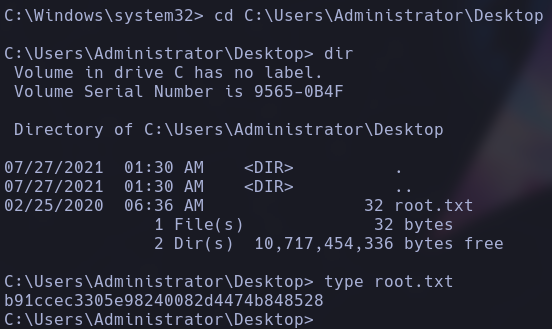 C:\Windows\system32> cd C:\Users\Administrator\Desktop
C:\Users\Administrator\Desktop> dir
 Volume in drive C has no label.
 Volume Serial Number is 9565-0B4F
 Directory of C:\Users\Administrator\Desktop
07/27/2021  01:30 AM    <DIR>          .
07/27/2021  01:30 AM    <DIR>          ..
02/25/2020  06:36 AM                32 root.txt
               1 File(s)             32 bytes
               2 Dir(s)  10,717,454,336 bytes free
C:\Users\Administrator\Desktop> type root.txt
b91ccec3305e98240082d4474b848528
C:\Users\Administrator\Desktop>